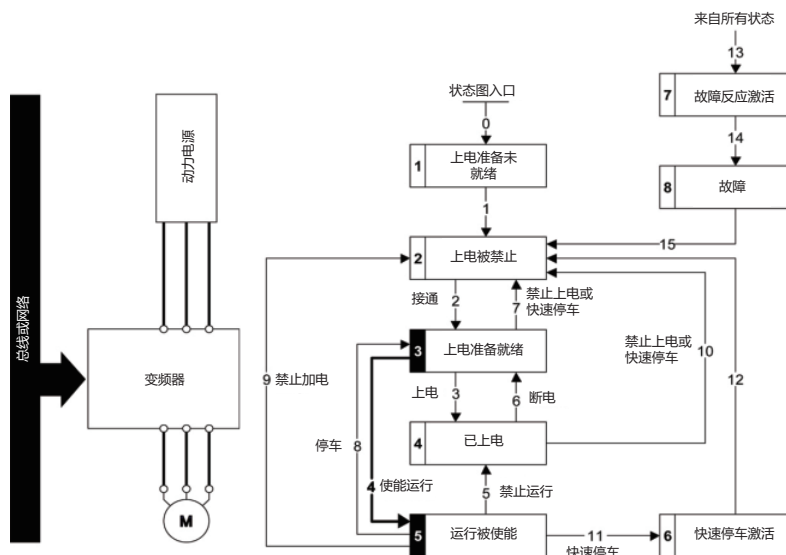 来自所有状态
13
7
故障反应激活
14
8
故障
15
状态图入口
0
1
上电准备未
就绪
1
2
上电被禁止
接通
2
7
禁止上电或
快速停车
3
上电准备就绪
上电
3
6
断电
4
已上电
禁止上电或
快速停车
10
12
9 禁止加电
停车
8
4 使能运行
5
禁止运行
5
运行被使能
11
快速停车
6
快速停车激活
动力电源
总线或网络
变频器
M